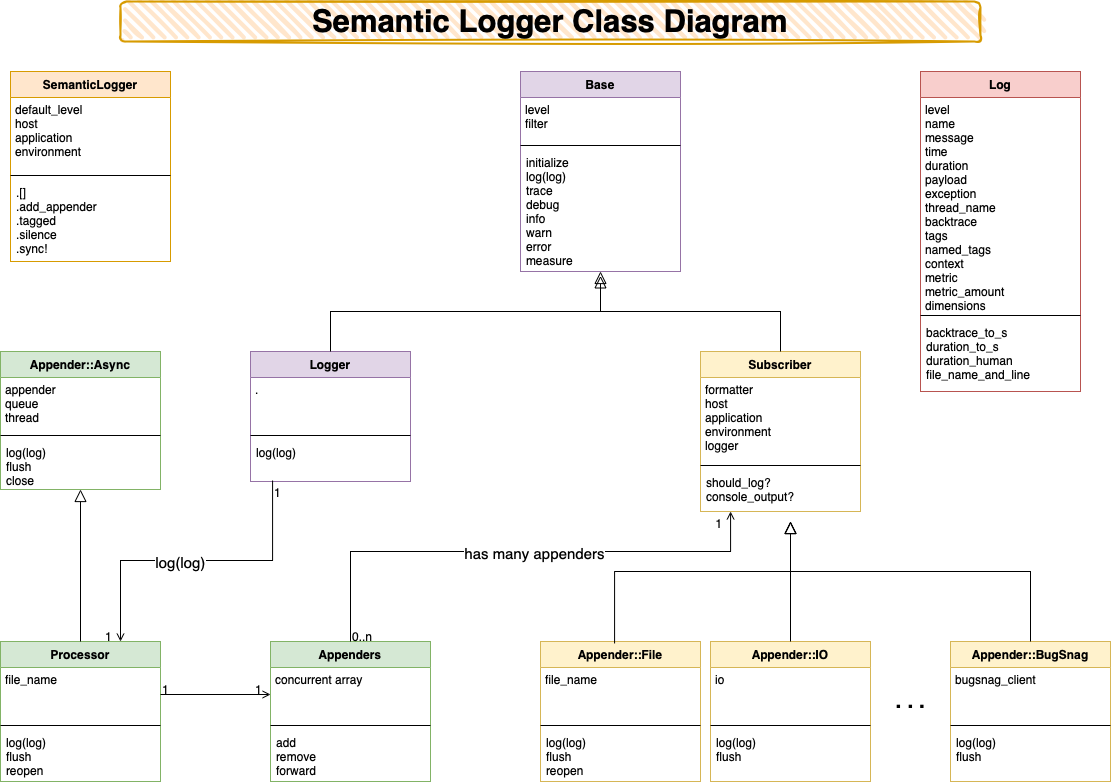 Semantic Logger Class Diagram
SemanticLogger
default_level
host
application
environment
.[]
.add_appender
.tagged
.silence
.sync!
Base
level
filter
initialize
log(log)
trace
debug
info
warn
error
measure
Log
level
name
message
time
duration
payload
exception
thread_name
backtrace
tags
named_tags
context
metric
metric_amount
dimensions
backtrace_to_s
duration_to_s
duration_human
file_name_and_line
Appender::Async
appender
queue
thread
log(log)
flush
close
Logger
.
log(log)
1
Subscriber
formatter
host
application
environment
logger
should_log?
console_output?
1
has many appenders
log(log)
1
0..n
Processor
file_name
log(log)
flush
reopen
1
1
Appenders
concurrent array
add
remove
forward
Appender::File
file_name
log(log)
flush
reopen
Appender::IO
io
log(log)
flush
...
Appender::BugSnag
bugsnag_client
log(log)
flush